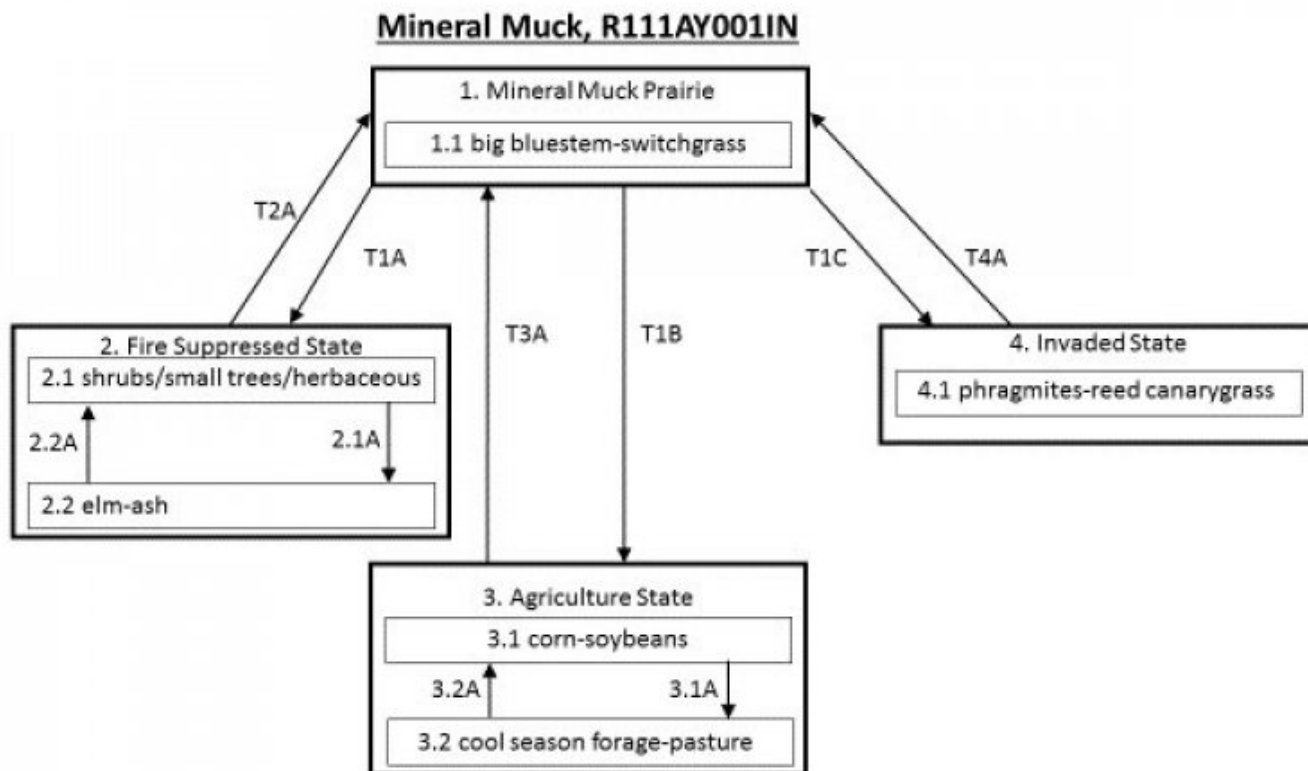 Mineral Muck, R111AY001IN
1. Mineral Muck Prairie
1.1 big bluestem-switchgrass
T2A
T1A
T3A
T1B
T1C
T4A
2. Fire Suppressed State
2.1 shrubs/small trees/herbaceous
2.2A
2.1A
2.2 elm-ash
4. Invaded State
4.1 phragmites-reed canarygrass
3. Agriculture State
3.1 corn-soybeans
3.2A
3.1A
3.2 cool season forage-pasture